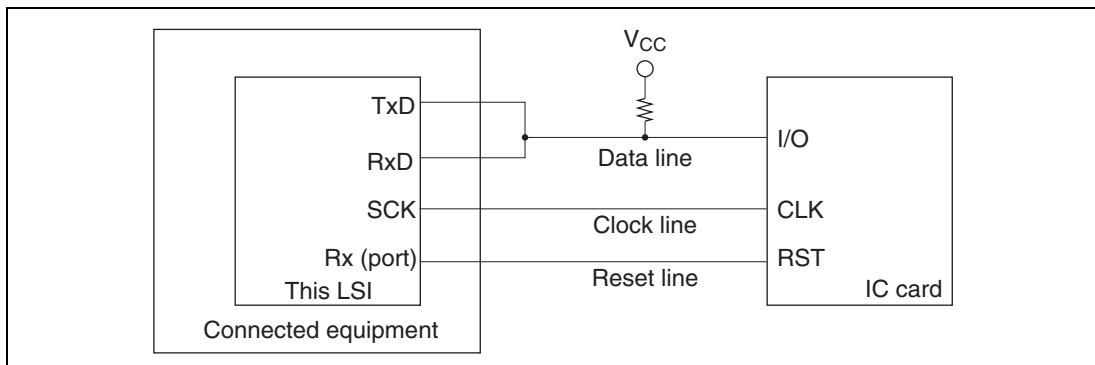 VCC
TxD
RxD
SCK
Rx (port)
This LSI
Connected equipment
Data line
Clock line
Reset line
I/O
CLK
RST
IC card